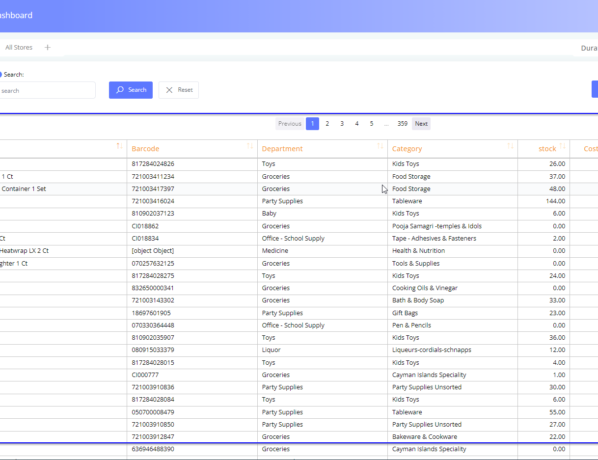 ashboard
All Stores +
Dura
Search:
search Search Reset
Previous 1 2 3 4 5 ... 359 Next
Barcode Department Category stock Cost
817284024826 Toys Kids Toys 26.00
1 Ct 721003411234 Groceries Food Storage 37.00
Container 1 Set 721003417397 Groceries Food Storage 48.00
721003416024 Party Supplies Tableware 144.00
810902037123 Baby Kids Toys 6.00
CI018862 Groceries Pooja Samagri -temples & Idols 0.00
Ct CI018834 Office - School Supply Tape - Adhesives & Fasteners 2.00
Heatwrap LX 2 Ct [object Object] Medicine Health & Nutrition 0.00
ghter 1 Ct 070257632125 Groceries Tools & Supplies 0.00
817284028275 Toys Kids Toys 24.00
832650000341 Groceries Cooking Oils & Vinegar 0.00
721003143302 Groceries Bath & Body Soap 33.00
18697601905 Party Supplies Gift Bags 23.00
070330364448 Office - School Supply Pen & Pencils 0.00
810902035907 Toys Kids Toys 36.00
080915033379 Liquor Liqueurs-cordials-schnapps 12.00
817284028015 Toys Kids Toys 4.00
CI000777 Groceries Cayman Islands Speciality 1.00
721003910836 Party Supplies Party Supplies Unsorted 30.00
817284028084 Toys Kids Toys 6.00
050700008479 Party Supplies Tableware 55.00
721003910850 Party Supplies Party Supplies Unsorted 27.00
721003912847 Groceries Bakeware & Cookware 22.00
636946488390 Groceries Cayman Islands Speciality 0.00